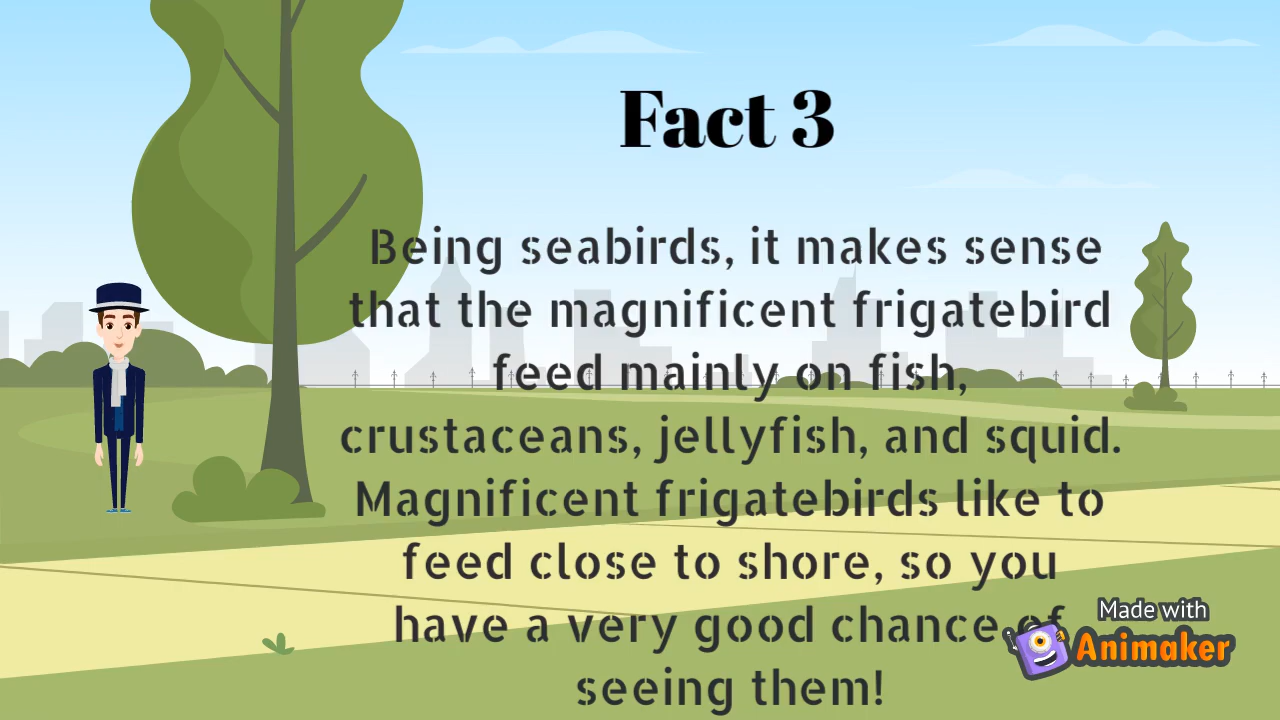 Fact 3
Being seabirds, it makes sense
that the magnificent frigatebird
feed mainly on fish,
crustaceans, jellyfish, and squid.
Magnificent frigatebirds like to
feed close to shore, so you
have a very good chance of
seeing them!
Made with
Animaker